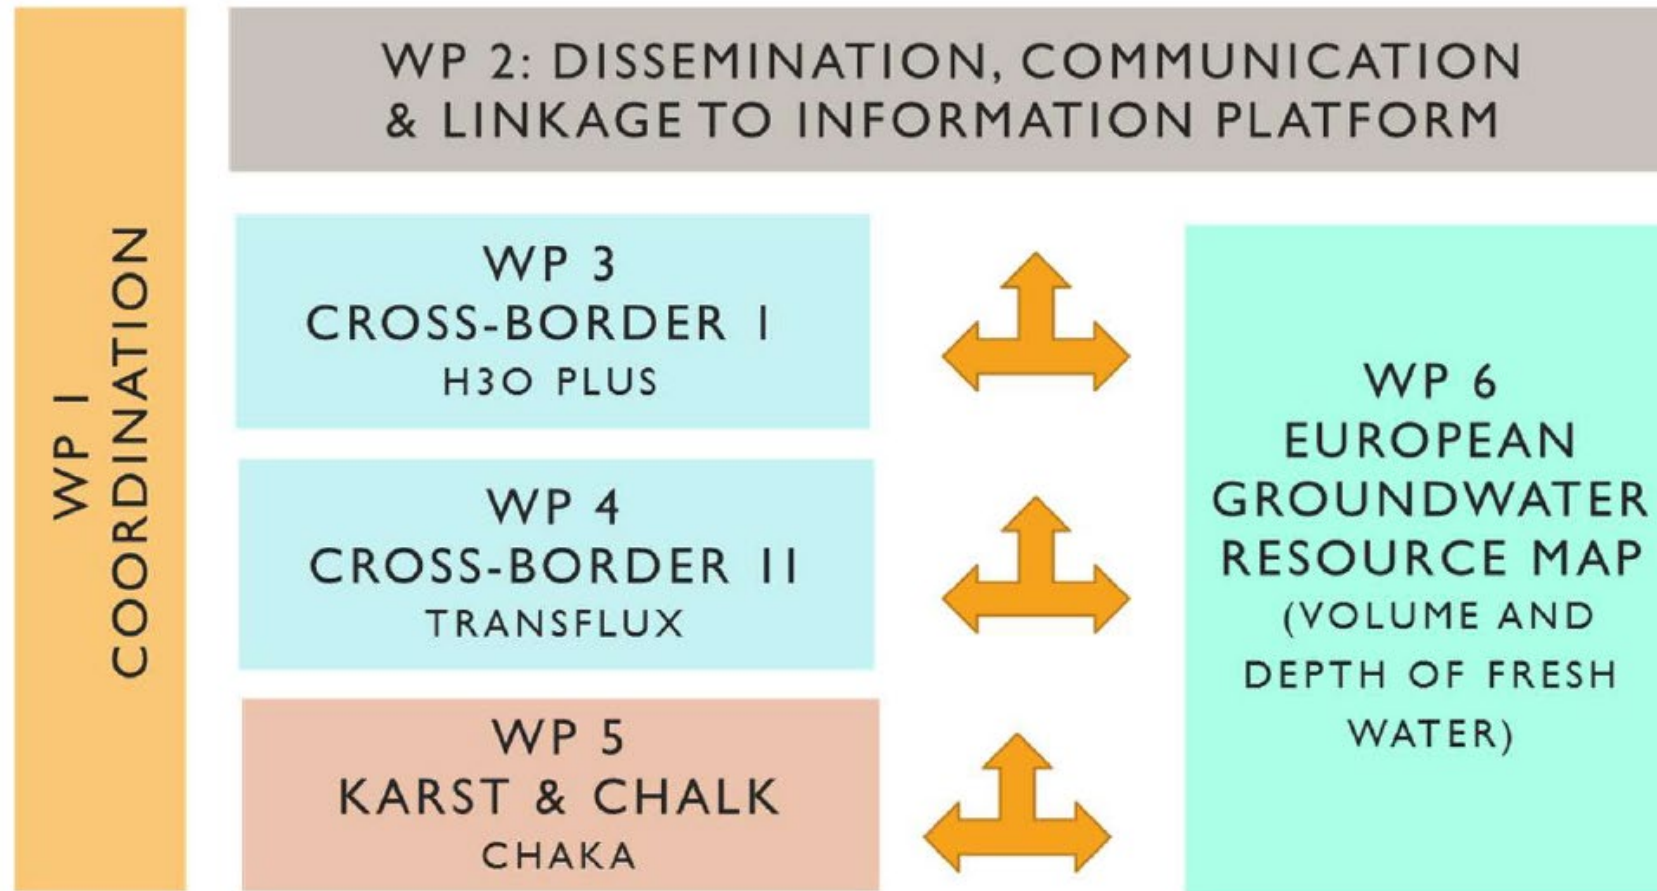 WP 1
COORDINATION
WP 2: DISSEMINATION, COMMUNICATION
& LINKAGE TO INFORMATION PLATFORM
WP 3
CROSS-BORDER I
H3O PLUS
WP 4
CROSS-BORDER II
TRANSFLUX
WP 5
KARST & CHALK
CHAKA
WP 6
EUROPEAN
GROUNDWATER
RESOURCE MAP
(VOLUME AND
DEPTH OF FRESH
WATER)